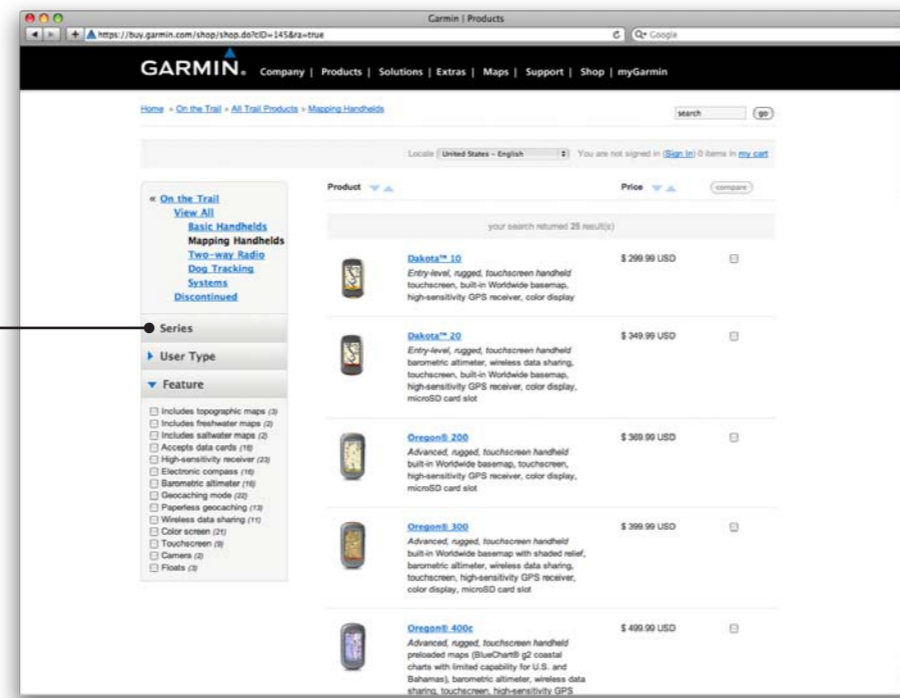 Garmin | Products
https://buy.garmin.com/shop/shop.do?cID=145&ra=true
Google
GARMIN® Company | Products | Solutions | Extras | Maps | Support | Shop | myGarmin
Home » On the Trail » All Trail Products » Mapping Handhelds
search go
Locale United States - English You are not signed in (Sign In) 0 items in my cart
« On the Trail
View All
Basic Handhelds
Mapping Handhelds
Two-way Radio
Dog Tracking
Systems
Discontinued
Series
User Type
Feature
Includes topographic maps (3)
Includes freshwater maps (2)
Includes saltwater maps (2)
Accepts data cards (16)
High-sensitivity receiver (23)
Electronic compass (16)
Barometric altimeter (16)
Geocaching mode (22)
Paperless geocaching (13)
Wireless data sharing (11)
Color screen (21)
Touchscreen (9)
Camera (2)
Floats (3)
Product Price compare
your search returned 25 result(s)
Dakota™ 10 $ 299.99 USD
Entry-level, rugged, touchscreen handheld
touchscreen, built-in Worldwide basemap,
high-sensitivity GPS receiver, color display
Dakota™ 20 $ 349.99 USD
Entry-level, rugged, touchscreen handheld
barometric altimeter, wireless data sharing,
touchscreen, built-in Worldwide basemap,
high-sensitivity GPS receiver, color display,
microSD card slot
Oregon® 200 $ 369.99 USD
Advanced, rugged, touchscreen handheld
built-in Worldwide basemap, touchscreen,
high-sensitivity GPS receiver, color display,
microSD card slot
Oregon® 300 $ 399.99 USD
Advanced, rugged, touchscreen handheld
built-in Worldwide basemap with shaded relief,
barometric altimeter, wireless data sharing,
touchscreen, high-sensitivity GPS receiver,
color display, microSD card slot
Oregon® 400c $ 499.99 USD
Advanced, rugged, touchscreen handheld
preloaded maps (BlueChart® g2 coastal
charts with limited capability for U.S. and
Bahamas), barometric altimeter, wireless data
sharing, touchscreen, high-sensitivity GPS